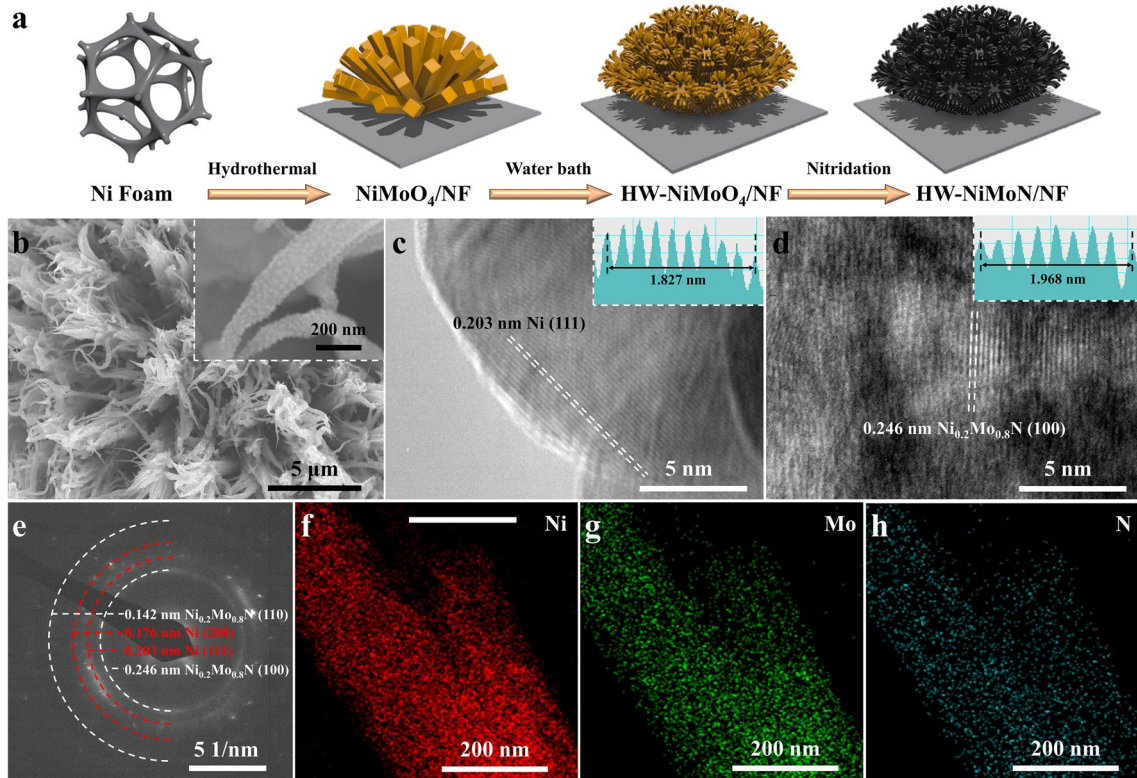 a
Hydrothermal
Water bath
Nitridation
Ni Foam
NiMoO₄/NF
HW-NiMoO₄/NF
HW-NiMoN/NF
b
200 nm
5 μm
c
1.827 nm
0.203 nm Ni (111)
5 nm
d
1.968 nm
0.246 nm Ni₀.₂Mo₀.₈N (100)
5 nm
e
0.142 nm Ni₀.₂Mo₀.₈N (110)
0.176 nm Ni (200)
0.203 nm Ni (111)
0.246 nm Ni₀.₂Mo₀.₈N (100)
5 1/nm
f
Ni
200 nm
g
Mo
200 nm
h
N
200 nm